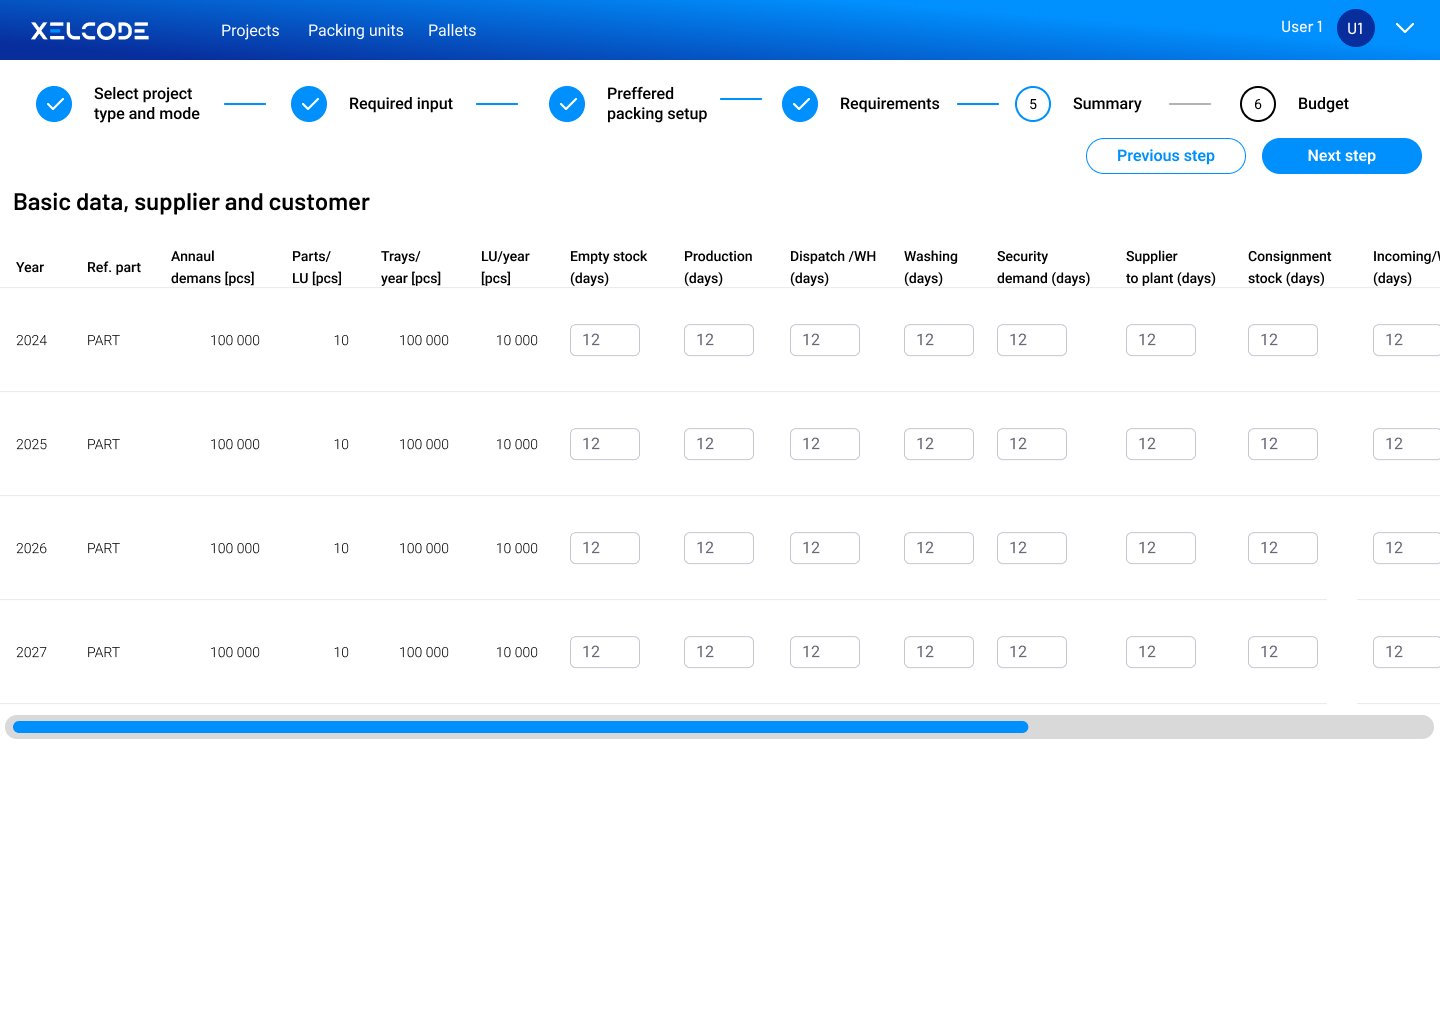 XELCODE Projects Packing units Pallets User 1 U1
Select project type and mode
Required input
Preffered packing setup
Requirements
5 Summary
6 Budget
Previous step Next step
Basic data, supplier and customer
Year Ref. part Annaul demans [pcs] Parts/ LU [pcs] Trays/ year [pcs] LU/year [pcs] Empty stock (days) Production (days) Dispatch /WH (days) Washing (days) Security demand (days) Supplier to plant (days) Consignment stock (days) Incoming/ (days)
2024 PART 100 000 10 100 000 10 000 12 12 12 12 12 12 12 12
2025 PART 100 000 10 100 000 10 000 12 12 12 12 12 12 12 12
2026 PART 100 000 10 100 000 10 000 12 12 12 12 12 12 12 12
2027 PART 100 000 10 100 000 10 000 12 12 12 12 12 12 12 12